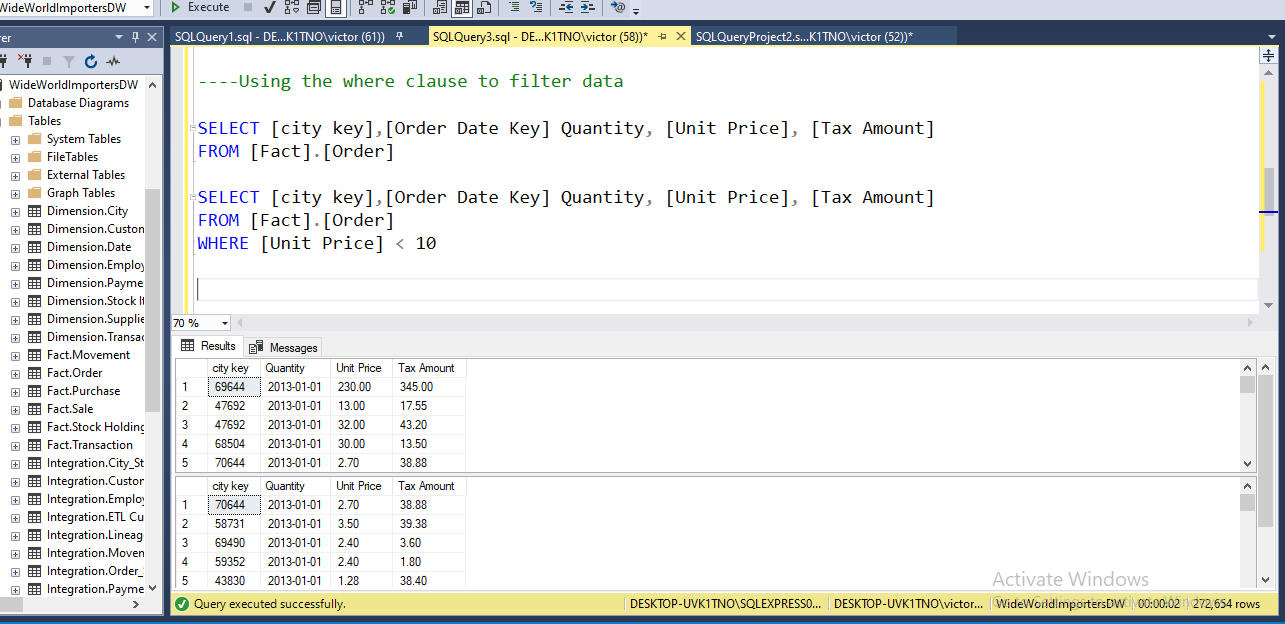 WideWorldImportersDW
Execute
rer
SQLQuery1.sql - DE...K1TNO\victor (61))
SQLQuery3.sql - DE...K1TNO\victor (58))*
SQLQueryProject2.s...K1TNO\victor (52))*
WideWorldImportersDW
Database Diagrams
Tables
System Tables
FileTables
External Tables
Graph Tables
Dimension.City
Dimension.Custon
Dimension.Date
Dimension.Employ
Dimension.Payme
Dimension.Stock It
Dimension.Supplie
Dimension.Transac
Fact.Movement
Fact.Order
Fact.Purchase
Fact.Sale
Fact.Stock Holding
Fact.Transaction
Integration.City_St
Integration.Custor
Integration.Employ
Integration.ETL Cu
Integration.Lineag
Integration.Moven
Integration.Order_
Integration.Payme
----Using the where clause to filter data
SELECT [city key],[Order Date Key] Quantity, [Unit Price], [Tax Amount]
FROM [Fact].[Order]
SELECT [city key],[Order Date Key] Quantity, [Unit Price], [Tax Amount]
FROM [Fact].[Order]
WHERE [Unit Price] < 10
70 %
Results Messages
city key Quantity Unit Price Tax Amount
1 69644 2013-01-01 230.00 345.00
2 47692 2013-01-01 13.00 17.55
3 47692 2013-01-01 32.00 43.20
4 68504 2013-01-01 30.00 13.50
5 70644 2013-01-01 2.70 38.88
city key Quantity Unit Price Tax Amount
1 70644 2013-01-01 2.70 38.88
2 58731 2013-01-01 3.50 39.38
3 69490 2013-01-01 2.40 3.60
4 59352 2013-01-01 2.40 1.80
5 43830 2013-01-01 1.28 38.40
Activate Windows
Query executed successfully.
DESKTOP-UVK1TNO\SQLEXPRESS0...
DESKTOP-UVK1TNO\victor...
WideWorldImportersDW
00:00:02
272,654 rows